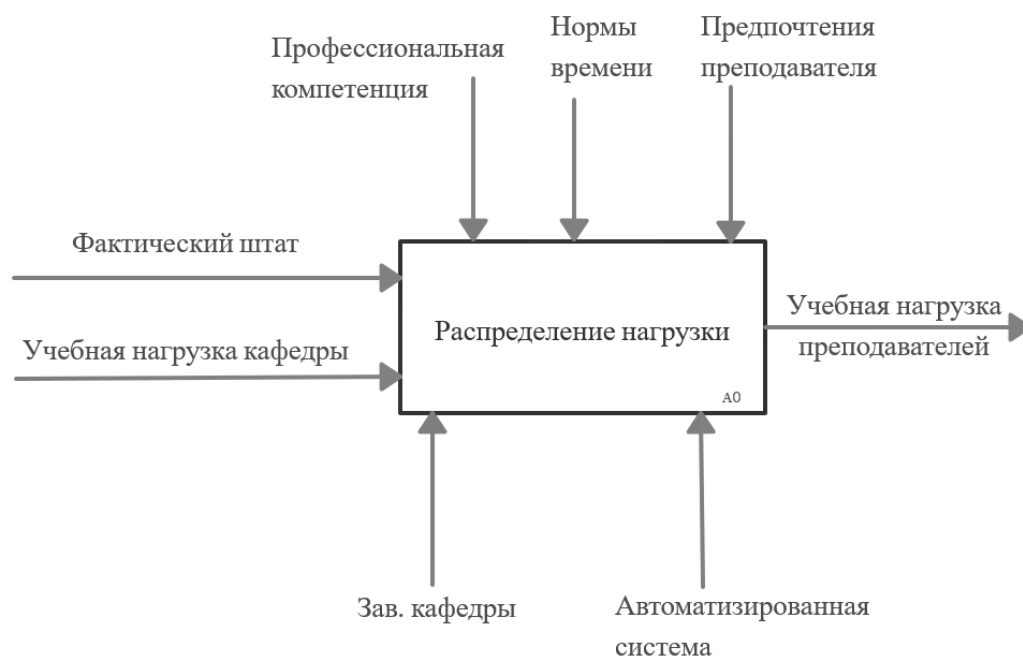 Профессиональная
компетенция
Нормы
времени
Предпочтения
преподавателя
Фактический штат
Учебная нагрузка кафедры
Распределение нагрузки
A0
Учебная нагрузка
преподавателей
Зав. кафедры
Автоматизированная
система